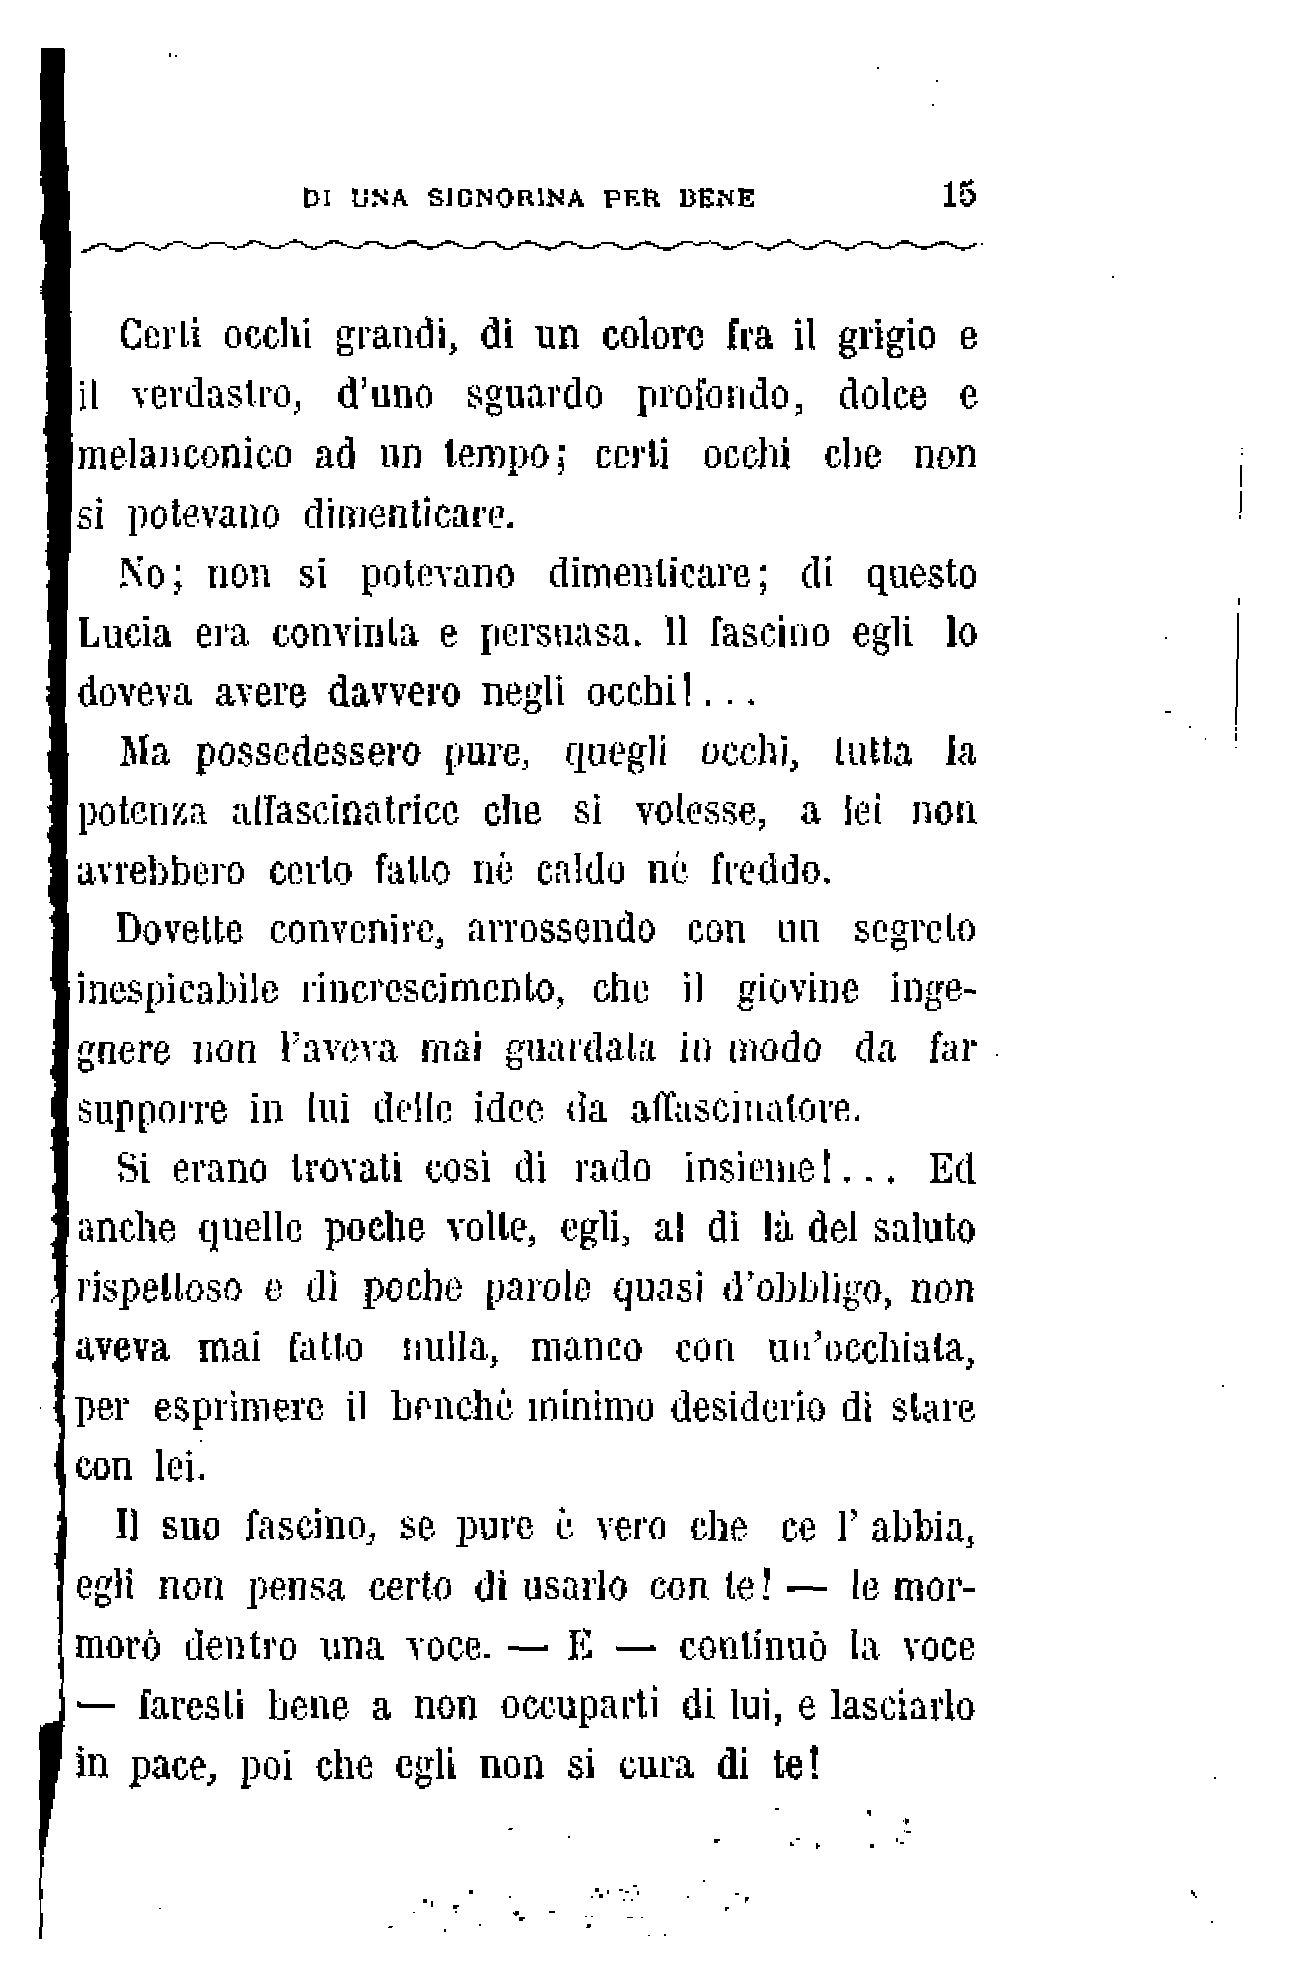 DI UNA SIGNORINA PER BENE 15
Certi occhi grandi, di un colore fra il grigio e
il verdastro, d'uno sguardo profondo, dolce e
melanconico ad un tempo; certi occhi che non
si potevano dimenticare.
No; non si potevano dimenticare; di questo
Lucia era convinta e persuasa. Il fascino egli lo
doveva avere davvero negli occhi!...
Ma possedessero pure, quegli occhi, tutta la
potenza affascinatrice che si volesse, a lei non
avrebbero certo fatto nè caldo nè freddo.
Dovette convenire, arrossendo con un segreto
inespicabile rincrescimento, che il giovine inge-
gnere non l'aveva mai guardata in modo da far
supporre in lui delle idee da affascinatore.
Si erano trovati così di rado insieme!... Ed
anche quelle poche volte, egli, al di là del saluto
rispettoso e di poche parole quasi d'obbligo, non
aveva mai fatto nulla, manco con un'occhiata,
per esprimere il benchè minimo desiderio di stare
con lei.
Il suo fascino, se pure è vero che ce l' abbia,
egli non pensa certo di usarlo con te! — le mor-
morò dentro una voce. — E — continuò la voce
— faresti bene a non occuparti di lui, e lasciarlo
in pace, poi che egli non si cura di te!